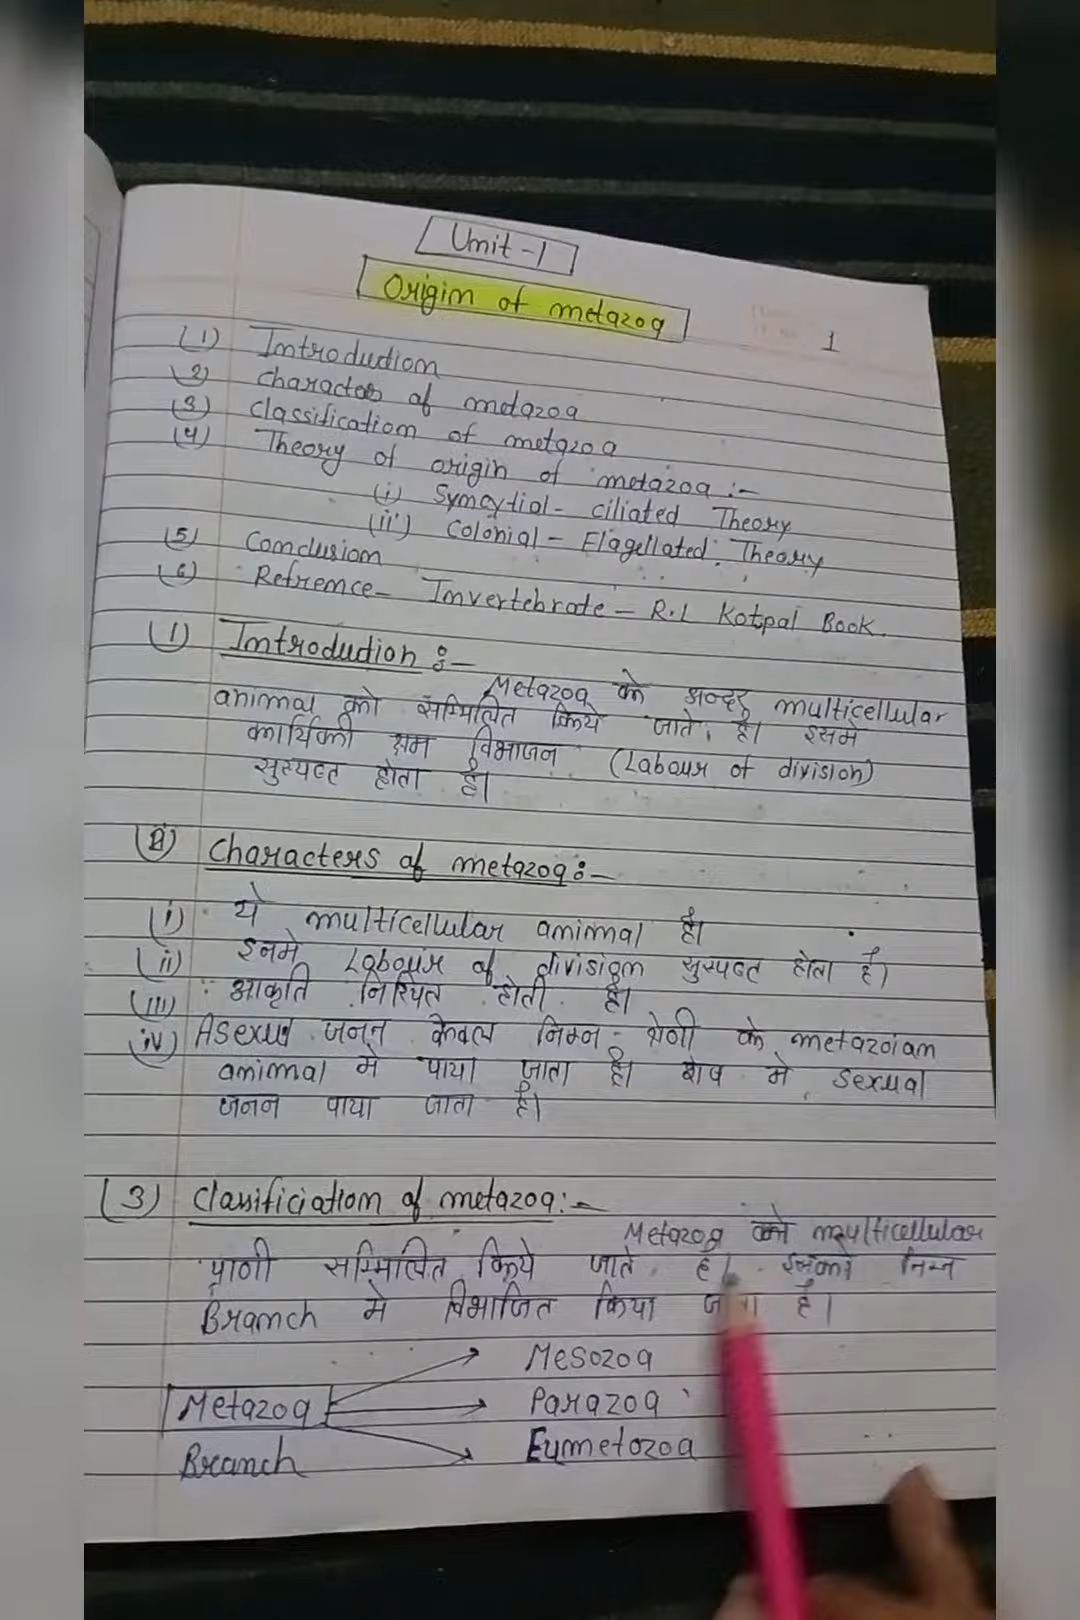 Unit-1
Origin of metazoa
1
(1) Introduction
(2) Characters of metazoa
(3) Classification of metazoa
(4) Theory of origin of metazoa :-
(i) Syncytial- ciliated Theory
(ii) Colonial - Flagellated Theory
(5) Conclusion
(6) Refrence- Invertebrate - R.L Kotpal Book.
(1) Introdution :-
Metazoa के अन्दर multicellular
animal को सम्मिलित किये जाते है। इसमे
कार्यिकी श्रम विभाजन (Labour of division)
सुस्पष्ट होता है।
(2) Characters of metazoa :-
(i) ये multicellular animal है।
(ii) इनमे Labour of division सुस्पष्ट होता है।
(iii) आकृति निश्चित होती है।
(iv) Asexual जनन केवल निम्न- श्रेणी के metazoian
animal मे पाया जाता है। शेष मे sexual
जनन पाया जाता है।
(3) Classificiation of metazoa :-
Metazoa को multicellular
प्राणी सम्मिलित किये जाते है। इसको निम्न
Branch मे विभाजित किया जाता है।
Mesozoa
Metazoa Parazoa
Branch Eumetozoa